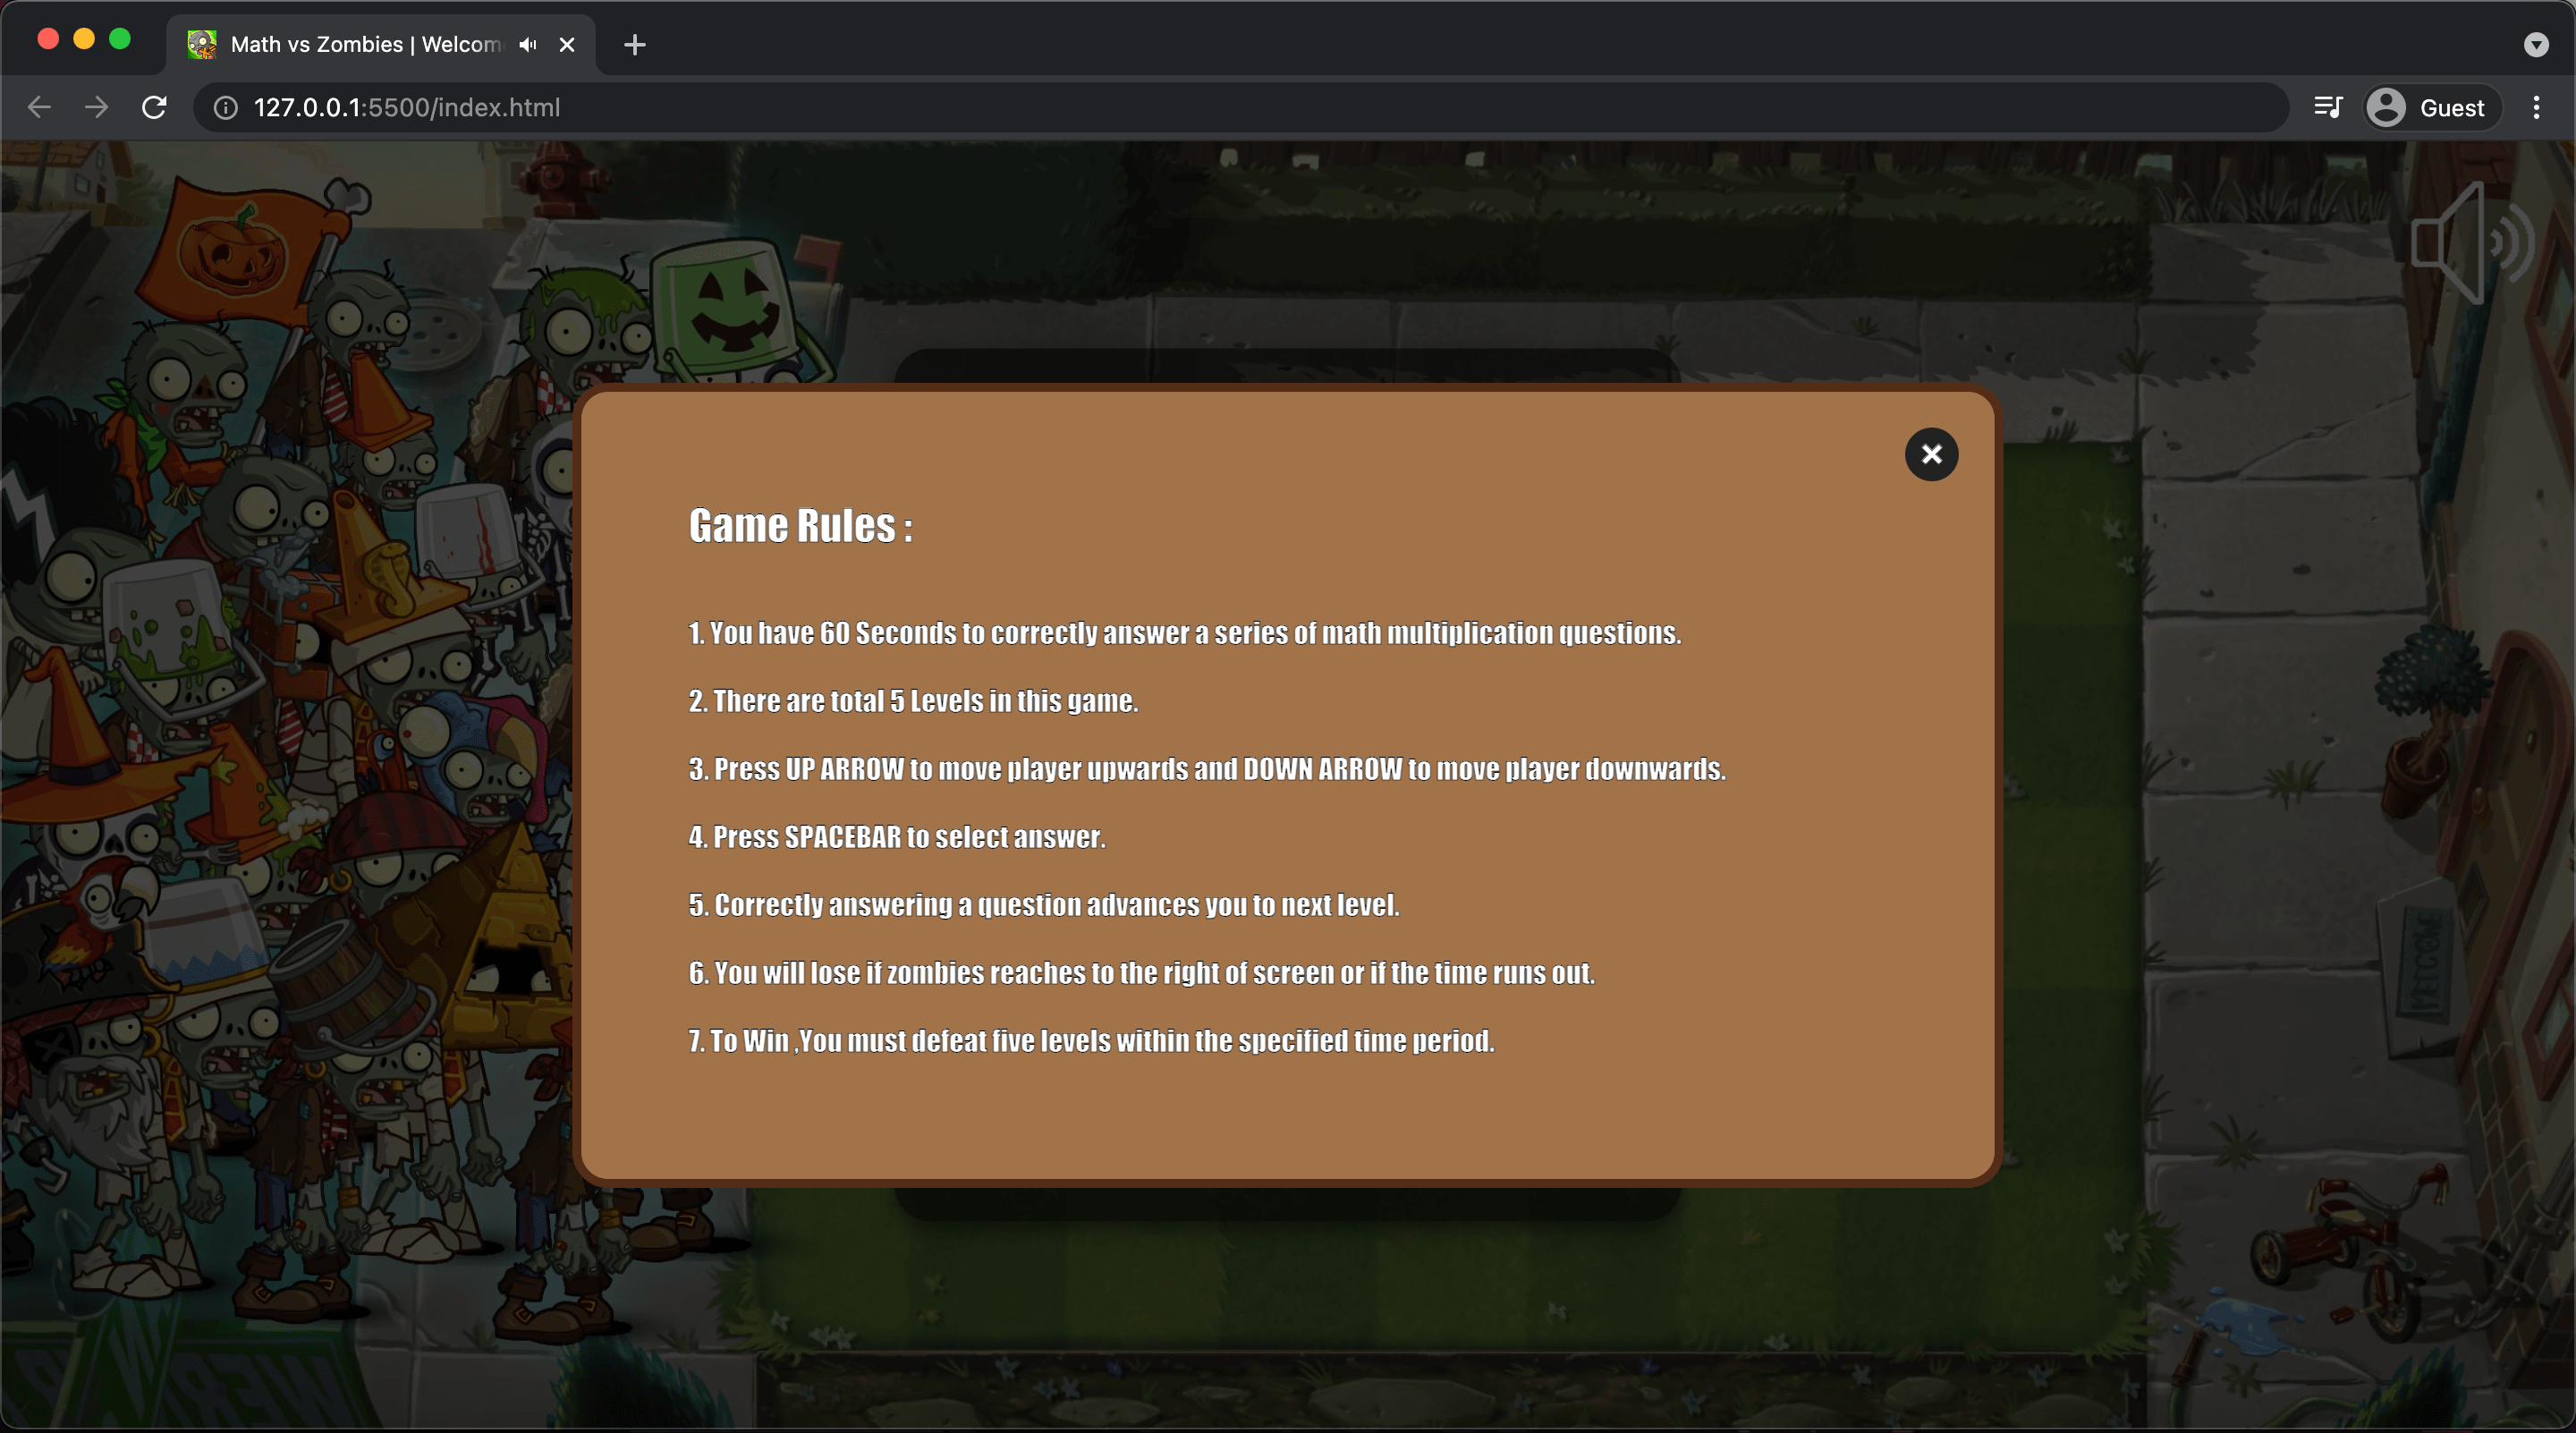 Math vs Zombies | Welcom
127.0.0.1:5500/index.html
Guest
Game Rules :
1. You have 60 Seconds to correctly answer a series of math multiplication questions.
2. There are total 5 Levels in this game.
3. Press UP ARROW to move player upwards and DOWN ARROW to move player downwards.
4. Press SPACEBAR to select answer.
5. Correctly answering a question advances you to next level.
6. You will lose if zombies reaches to the right of screen or if the time runs out.
7. To Win ,You must defeat five levels within the specified time period.